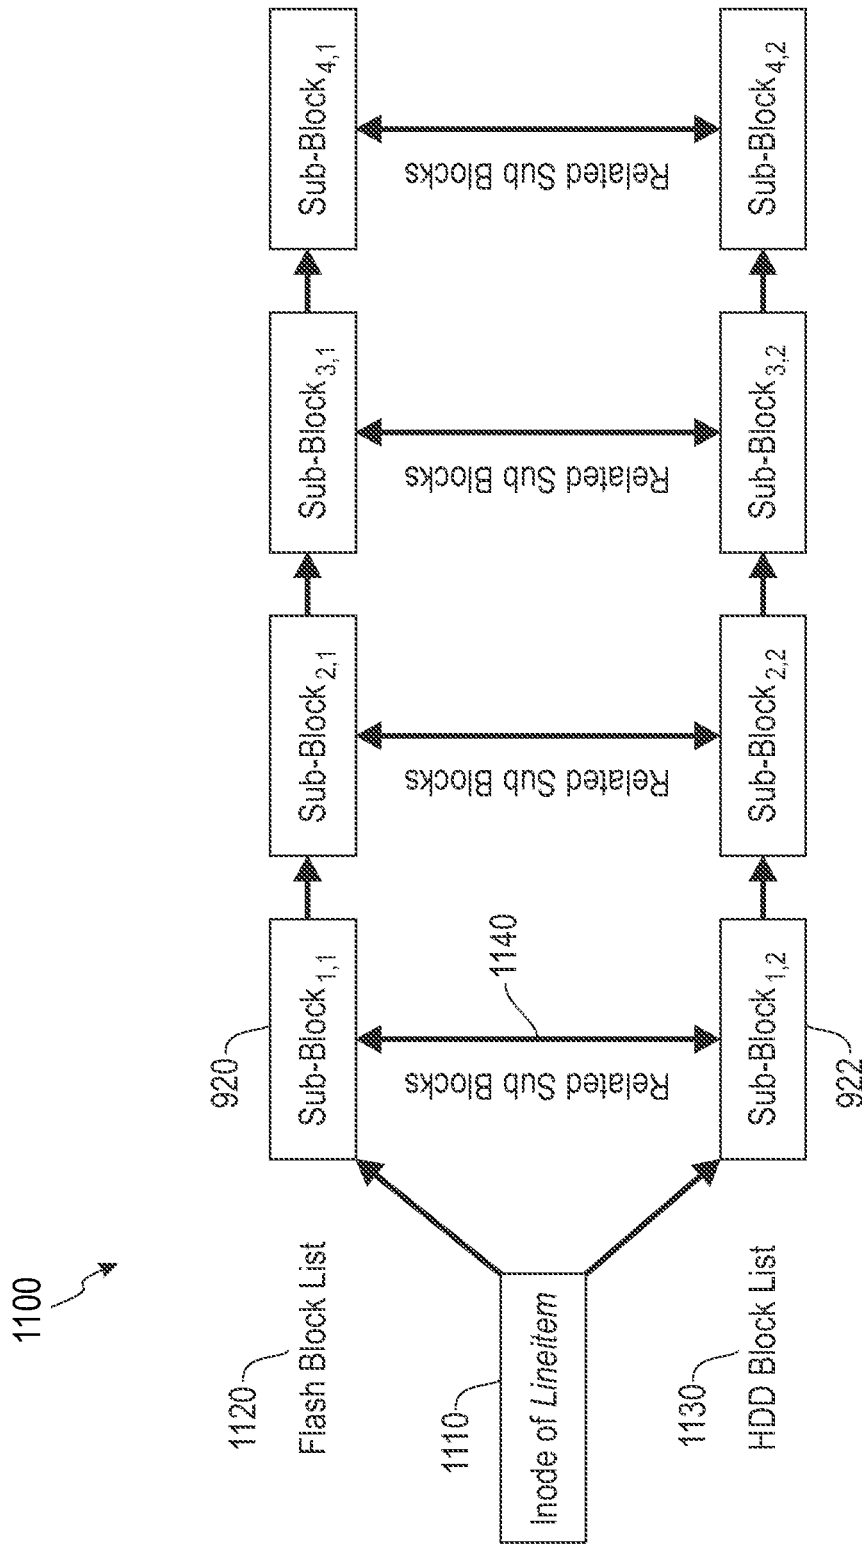 1100
1120
Flash Block List
920
Sub-Block1,1
Sub-Block2,1
Sub-Block3,1
Sub-Block4,1
1110
Inode of Lineitem
Related Sub Blocks
1140
Related Sub Blocks
Related Sub Blocks
Related Sub Blocks
1130
HDD Block List
Sub-Block1,2
922
Sub-Block2,2
Sub-Block3,2
Sub-Block4,2